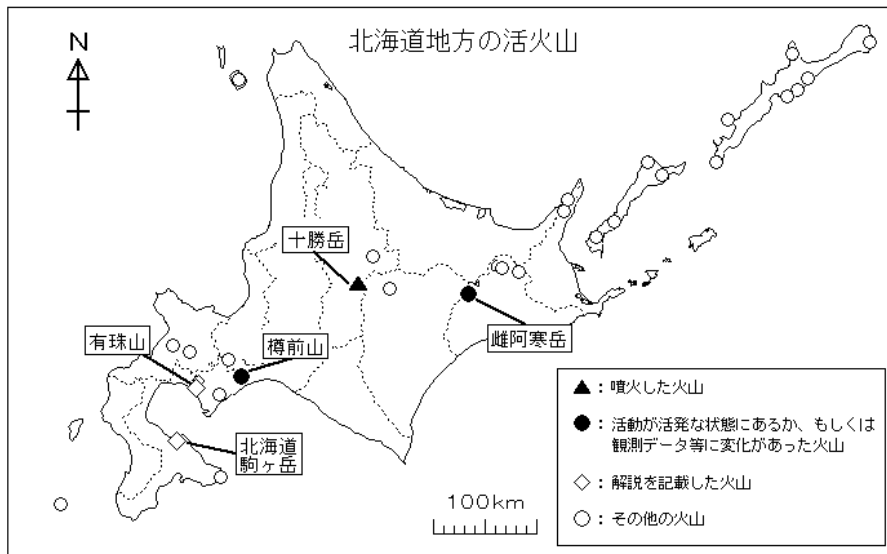 北海道地方の活火山
N
十勝岳
有珠山
樽前山
雌阿寒岳
北海道
駒ヶ岳
100km
▲：噴火した火山
●：活動が活発な状態にあるか、もしくは
観測データ等に変化があった火山
◇：解説を記載した火山
○：その他の火山